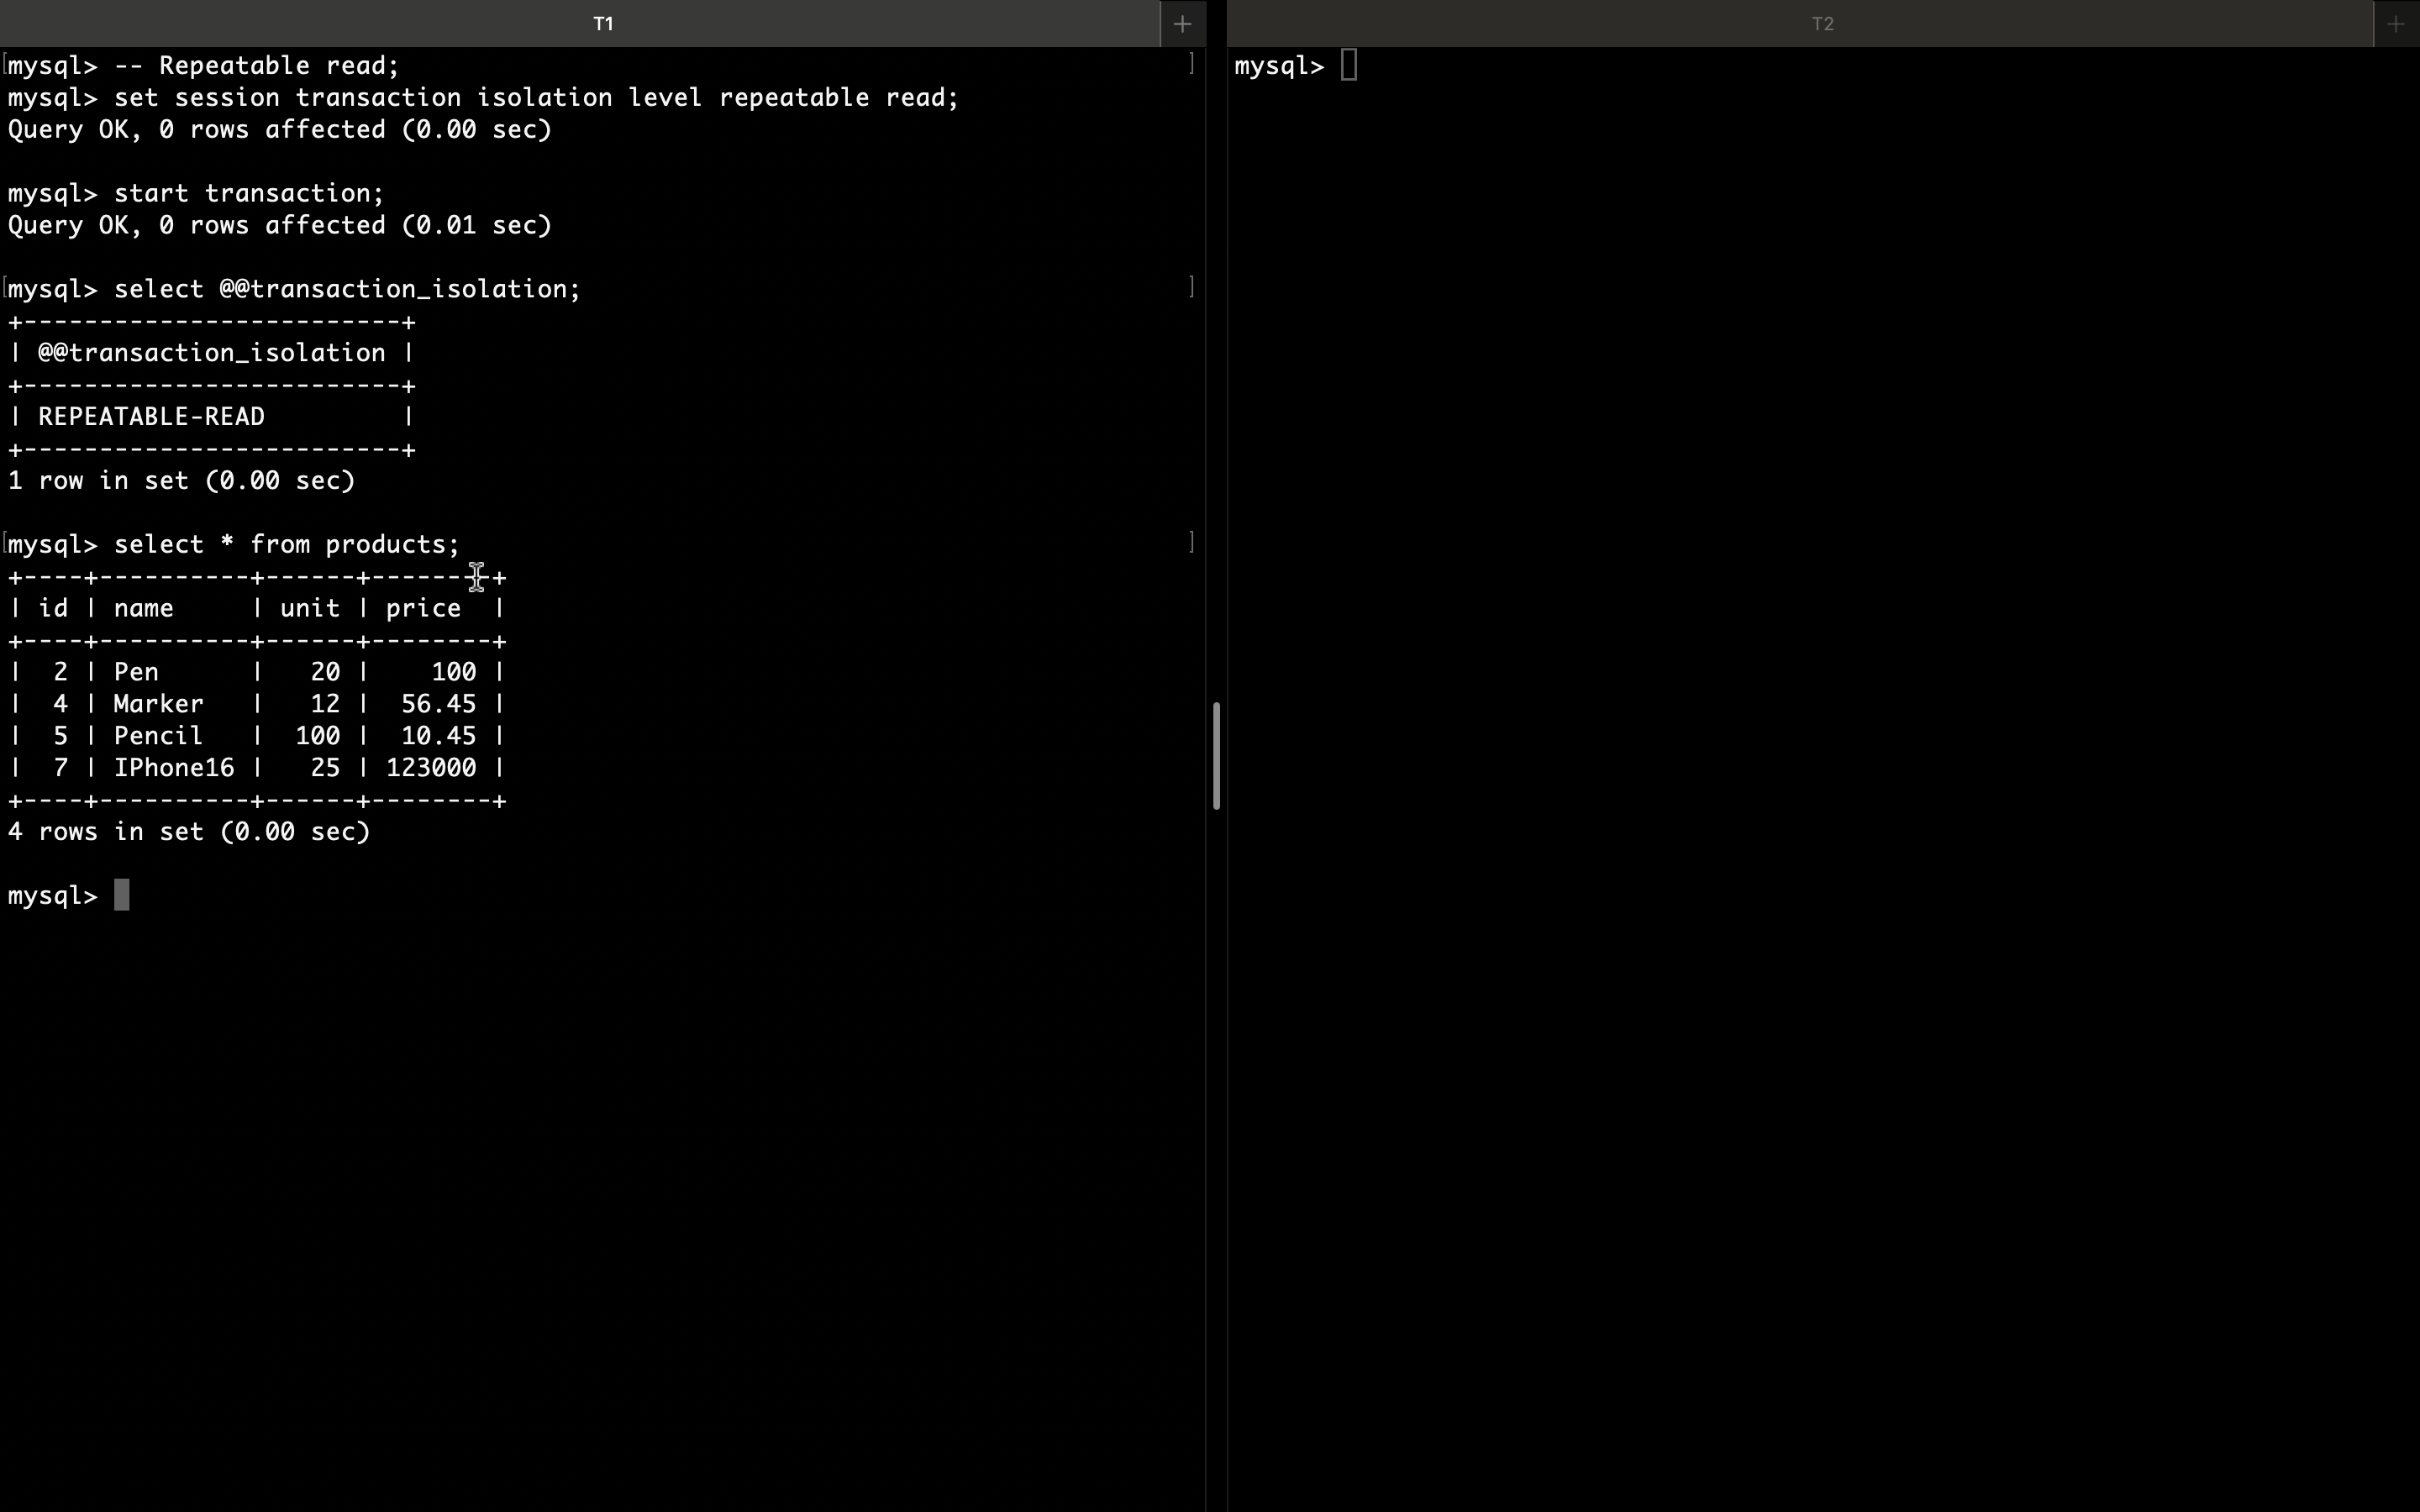 T1
mysql> -- Repeatable read;
mysql> set session transaction isolation level repeatable read;
Query OK, 0 rows affected (0.00 sec)
mysql> start transaction;
Query OK, 0 rows affected (0.01 sec)
mysql> select @@transaction_isolation;
+-------------------------+
| @@transaction_isolation |
+-------------------------+
| REPEATABLE-READ         |
+-------------------------+
1 row in set (0.00 sec)
mysql> select * from products;
+----+----------+------+--------+
| id | name     | unit | price  |
+----+----------+------+--------+
|  2 | Pen      |   20 |    100 |
|  4 | Marker   |   12 |  56.45 |
|  5 | Pencil   |  100 |  10.45 |
|  7 | IPhone16 |   25 | 123000 |
+----+----------+------+--------+
4 rows in set (0.00 sec)
mysql>
T2
mysql>